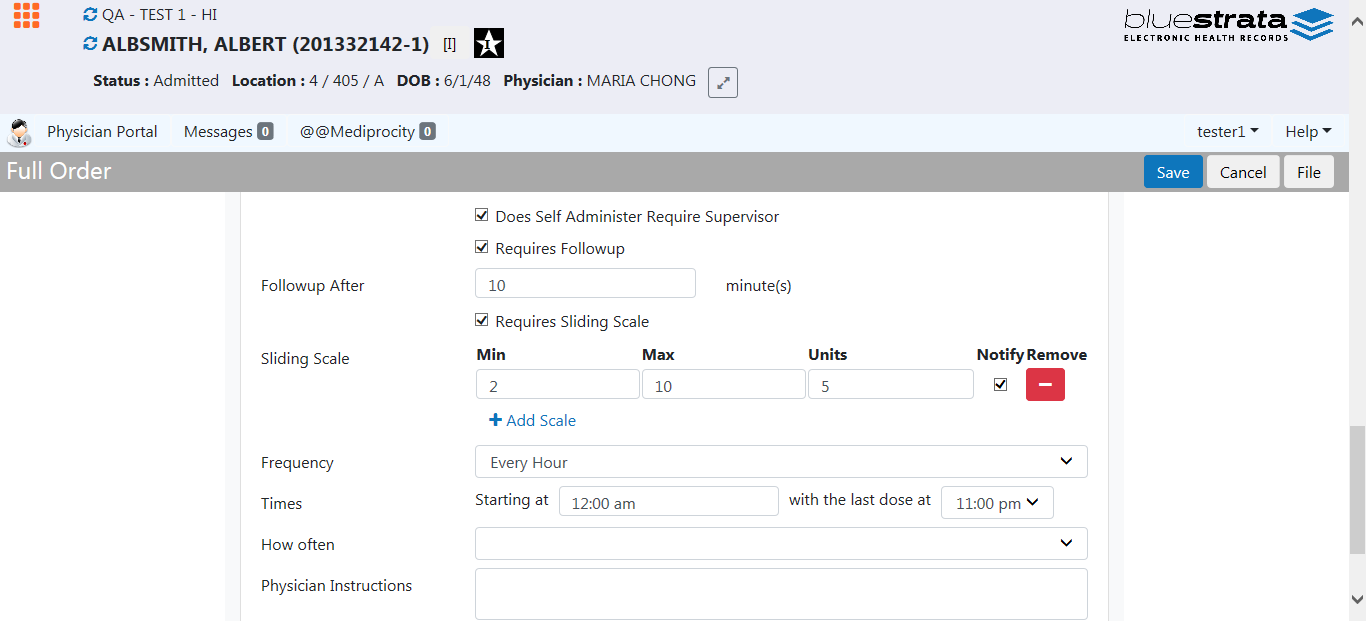 QA - TEST 1 - HI
bluestrata
ELECTRONIC HEALTH RECORDS
ALBSMITH, ALBERT (201332142-1) [I] 1
Status : Admitted Location : 4 / 405 / A DOB : 6/1/48 Physician : MARIA CHONG
Physician Portal Messages 0 @@Mediprocity 0 tester1 Help
Full Order Save Cancel File
Does Self Administer Require Supervisor
Requires Followup
Followup After 10 minute(s)
Requires Sliding Scale
Sliding Scale Min Max Units Notify Remove
2 10 5
Add Scale
Frequency Every Hour
Times Starting at 12:00 am with the last dose at 11:00 pm
How often
Physician Instructions